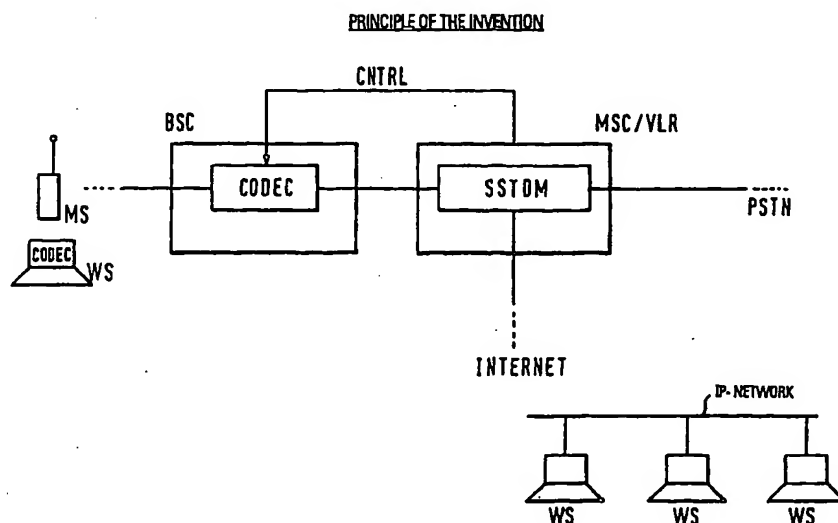 PRINCIPLE OF THE INVENTION
CNTRL
BSC
MSC/VLR
CODEC
SSTDM
MS
PSTN
CODEC
WS
INTERNET
IP-NETWORK
WS
WS
WS